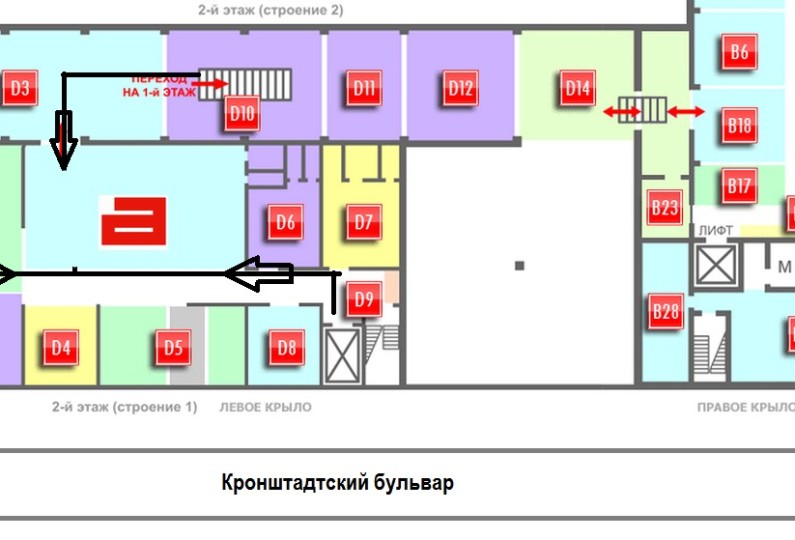 2-й этаж (строение 2)
D3
ПЕРЕХОД
НА 1-й ЭТАЖ
D10
D11
D12
D14
B6
B18
B17
B23
ЛИФТ
D6
D7
М
D9
B28
D4
D5
D8
2-й этаж (строение 1)
ЛЕВОЕ КРЫЛО
ПРАВОЕ КРЫЛО
Кронштадтский бульвар